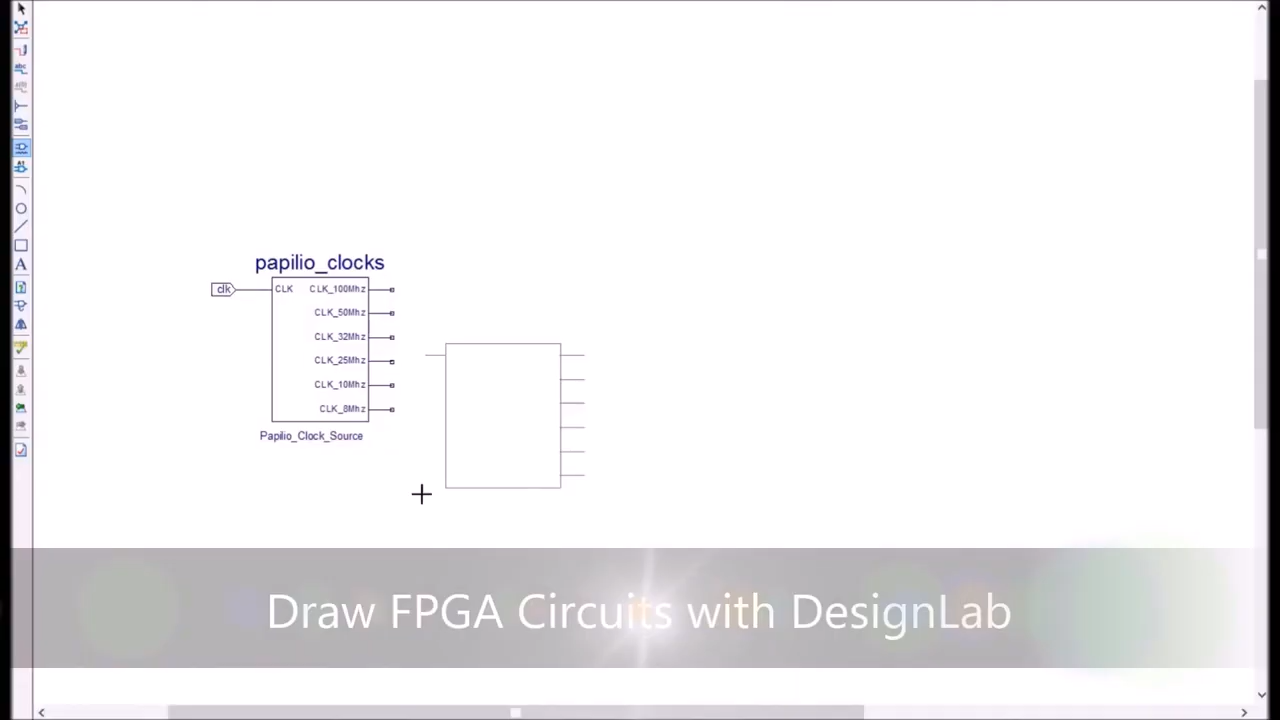 papilio_clocks
clk
CLK CLK_100Mhz
CLK_50Mhz
CLK_32Mhz
CLK_25Mhz
CLK_10Mhz
CLK_8Mhz
Papilio_Clock_Source
Draw FPGA Circuits with DesignLab